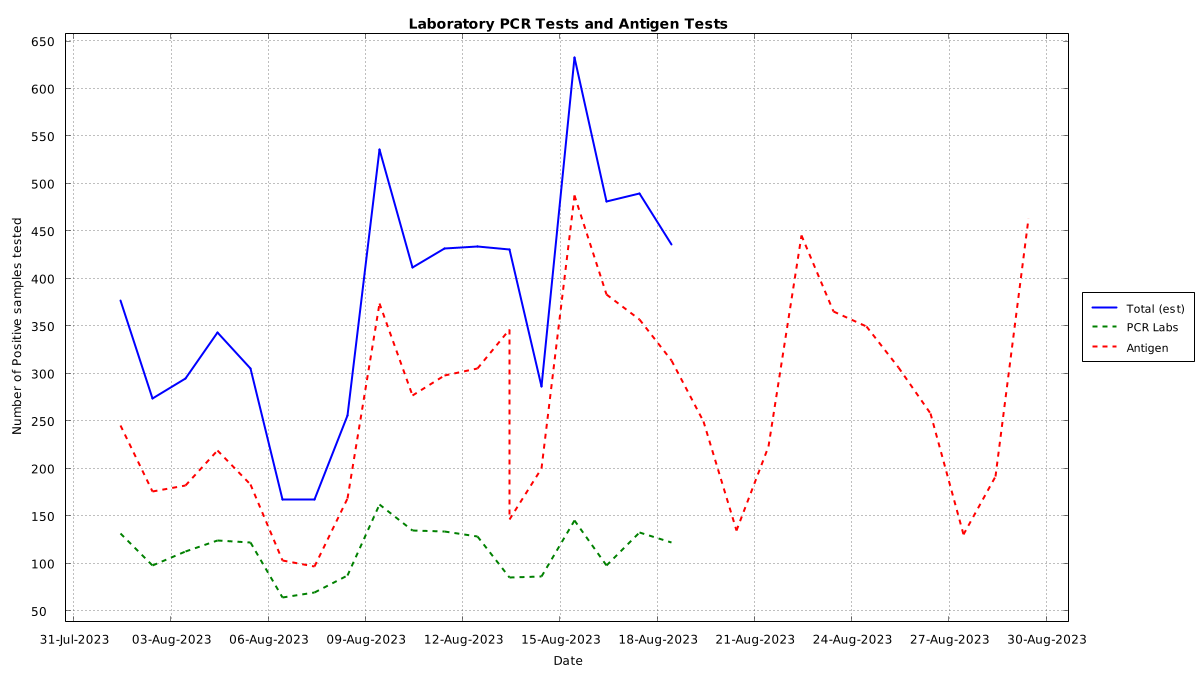 Laboratory PCR Tests and Antigen Tests
650
600
550
500
450
400
350
300
250
200
150
100
50
Number of Positive samples tested
31-Jul-2023 03-Aug-2023 06-Aug-2023 09-Aug-2023 12-Aug-2023 15-Aug-2023 18-Aug-2023 21-Aug-2023 24-Aug-2023 27-Aug-2023 30-Aug-2023
Date
Total (est)
PCR Labs
Antigen